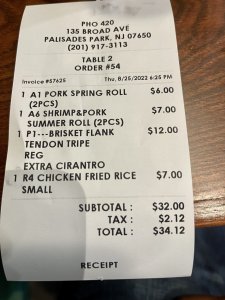 PHO 420
135 BROAD AVE
PALISADES PARK, NJ 07650
(201) 917-3113
TABLE 2
ORDER #54
Invoice #57625 Thu, 8/25/2022 6:25 PM
1 A1 PORK SPRING ROLL $6.00
(2PCS)
1 A6 SHRIMP&PORK $7.00
SUMMER ROLL (2PCS)
1 P1---BRISKET FLANK $12.00
TENDON TRIPE
REG
- EXTRA CIRANTRO
1 R4 CHICKEN FRIED RICE $7.00
SMALL
SUBTOTAL : $32.00
TAX : $2.12
TOTAL : $34.12
RECEIPT